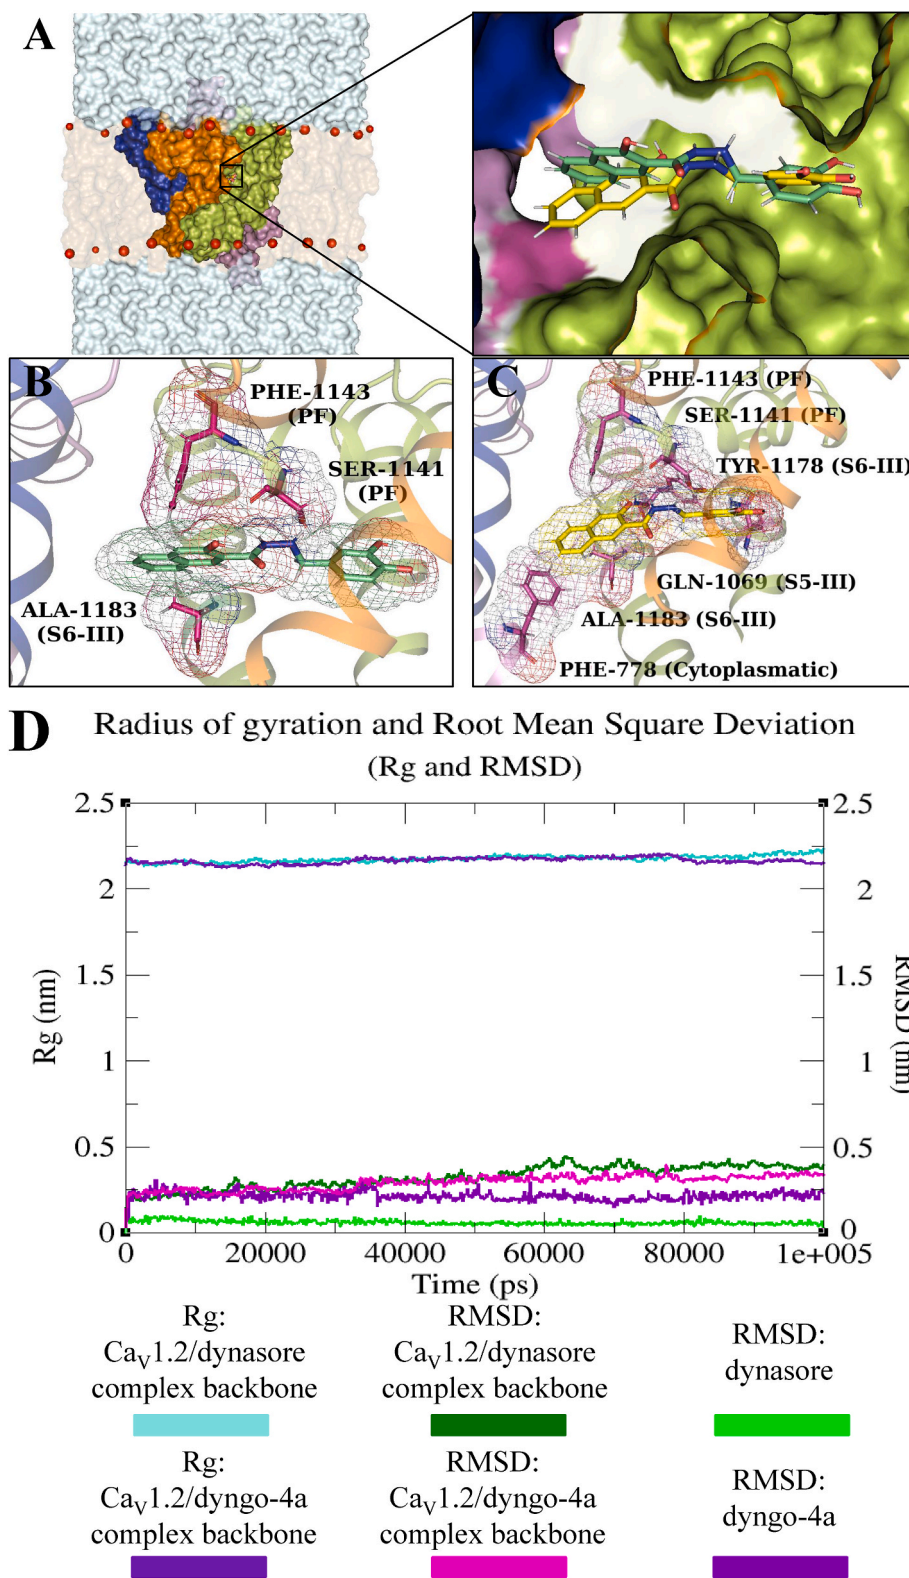 A
B
PHE-1143
(PF)
SER-1141
(PF)
ALA-1183
(S6-III)
C
PHE-1143 (PF)
SER-1141 (PF)
TYR-1178 (S6-III)
GLN-1069 (S5-III)
ALA-1183 (S6-III)
PHE-778 (Cytoplasmatic)
D
Radius of gyration and Root Mean Square Deviation
(Rg and RMSD)
2.5
2
1.5
1
0.5
0
Rg (nm)
2.5
2
1.5
1
0.5
0
RMSD (nm)
0
20000
40000
60000
80000
1e+005
Time (ps)
Rg:
CaV1.2/dynasore
complex backbone
RMSD:
CaV1.2/dynasore
complex backbone
RMSD:
dynasore
Rg:
CaV1.2/dyngo-4a
complex backbone
RMSD:
CaV1.2/dyngo-4a
complex backbone
RMSD:
dyngo-4a